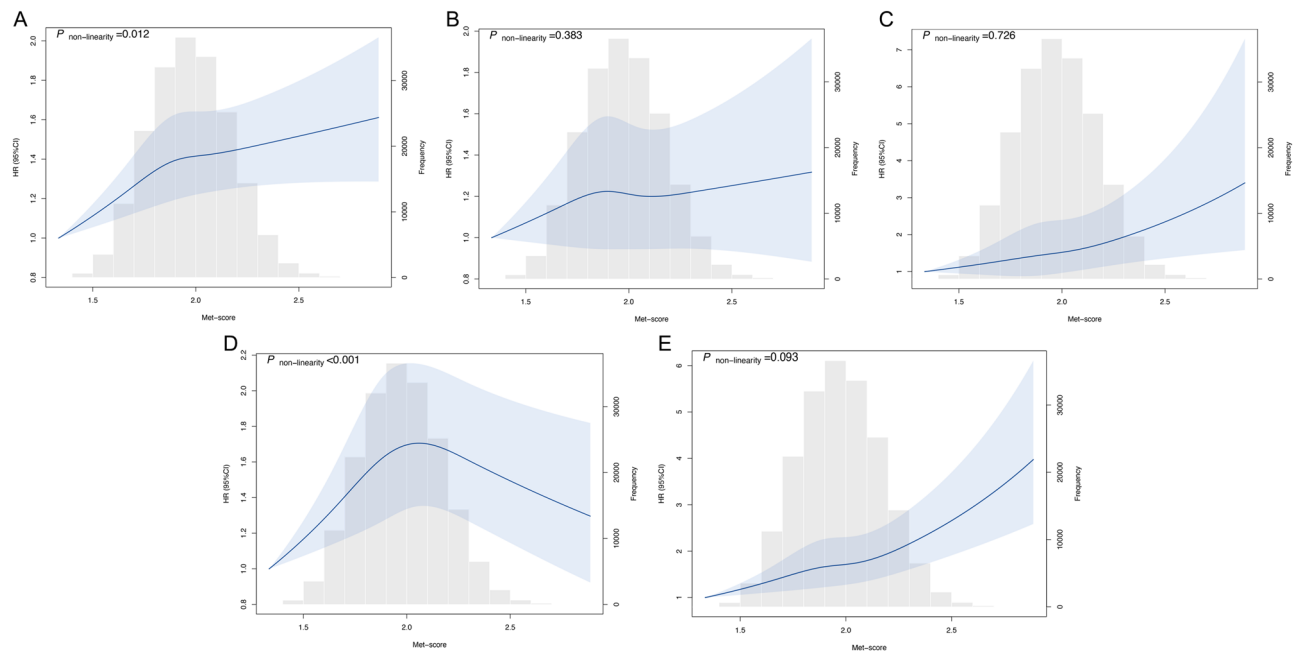 A
P non−linearity =0.012
HR (95%CI)
0.8
1.0
1.2
1.4
1.6
1.8
2.0
1.5
2.0
2.5
Met−score
0
10000
20000
30000
Frequency
B
P non−linearity =0.383
HR (95%CI)
0.8
1.0
1.2
1.4
1.6
1.8
2.0
1.5
2.0
2.5
Met−score
0
10000
20000
30000
Frequency
C
P non−linearity =0.726
HR (95%CI)
1
2
3
4
5
6
7
1.5
2.0
2.5
Met−score
0
10000
20000
30000
Frequency
D
P non−linearity <0.001
HR (95%CI)
0.8
1.0
1.2
1.4
1.6
1.8
2.0
2.2
1.5
2.0
2.5
Met−score
0
10000
20000
30000
Frequency
E
P non−linearity =0.093
HR (95%CI)
1
2
3
4
5
6
1.5
2.0
2.5
Met−score
0
10000
20000
30000
Frequency